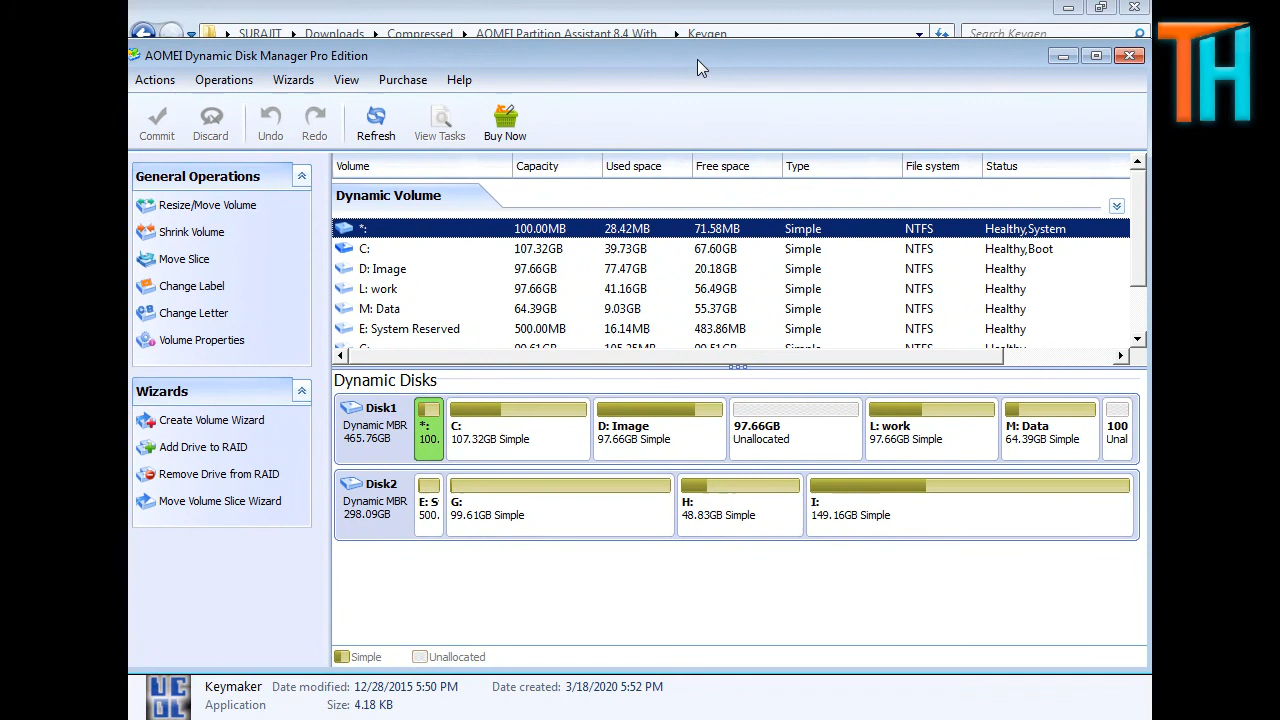 SURAJIT Downloads Compressed AOMEI Partition Assistant 8.4 With Keygen Search Keygen
AOMEI Dynamic Disk Manager Pro Edition
Actions Operations Wizards View Purchase Help
Commit Discard Undo Redo Refresh View Tasks Buy Now
General Operations
Resize/Move Volume
Shrink Volume
Move Slice
Change Label
Change Letter
Volume Properties
Wizards
Create Volume Wizard
Add Drive to RAID
Remove Drive from RAID
Move Volume Slice Wizard
Volume Capacity Used space Free space Type File system Status
Dynamic Volume
*: 100.00MB 28.42MB 71.58MB Simple NTFS Healthy,System
C: 107.32GB 39.73GB 67.60GB Simple NTFS Healthy,Boot
D: Image 97.66GB 77.47GB 20.18GB Simple NTFS Healthy
L: work 97.66GB 41.16GB 56.49GB Simple NTFS Healthy
M: Data 64.39GB 9.03GB 55.37GB Simple NTFS Healthy
E: System Reserved 500.00MB 16.14MB 483.86MB Simple NTFS Healthy
Dynamic Disks
Disk1
Dynamic MBR
465.76GB
*:
100.
C:
107.32GB Simple
D: Image
97.66GB Simple
97.66GB
Unallocated
L: work
97.66GB Simple
M: Data
64.39GB Simple
100
Unal
Disk2
Dynamic MBR
298.09GB
E: S
500.
G:
99.61GB Simple
H:
48.83GB Simple
I:
149.16GB Simple
Simple Unallocated
Keymaker Date modified: 12/28/2015 5:50 PM Date created: 3/18/2020 5:52 PM
Application Size: 4.18 KB
TH